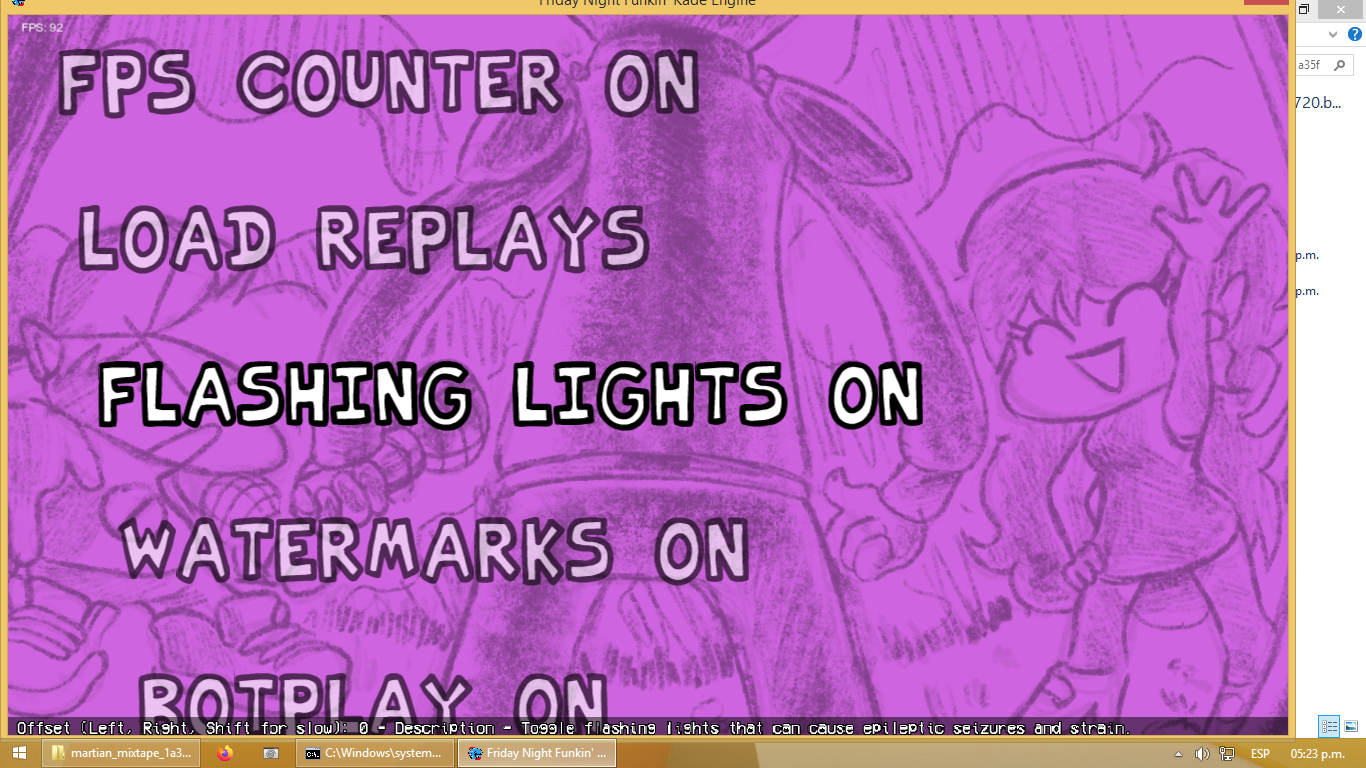 Friday Night Funkin' Kade Engine
FPS: 92
FPS COUNTER ON
a35f
720.b...
LOAD REPLAYS
p.m.
p.m.
FLASHING LIGHTS ON
WATERMARKS ON
BOTPLAY ON
Offset (Left, Right, Shift for slow): 0 - Description - Toggle flashing lights that can cause epileptic seizures and strain.
martian_mixtape_1a3...
C:\Windows\system...
Friday Night Funkin' ...
ESP
05:23 p.m.